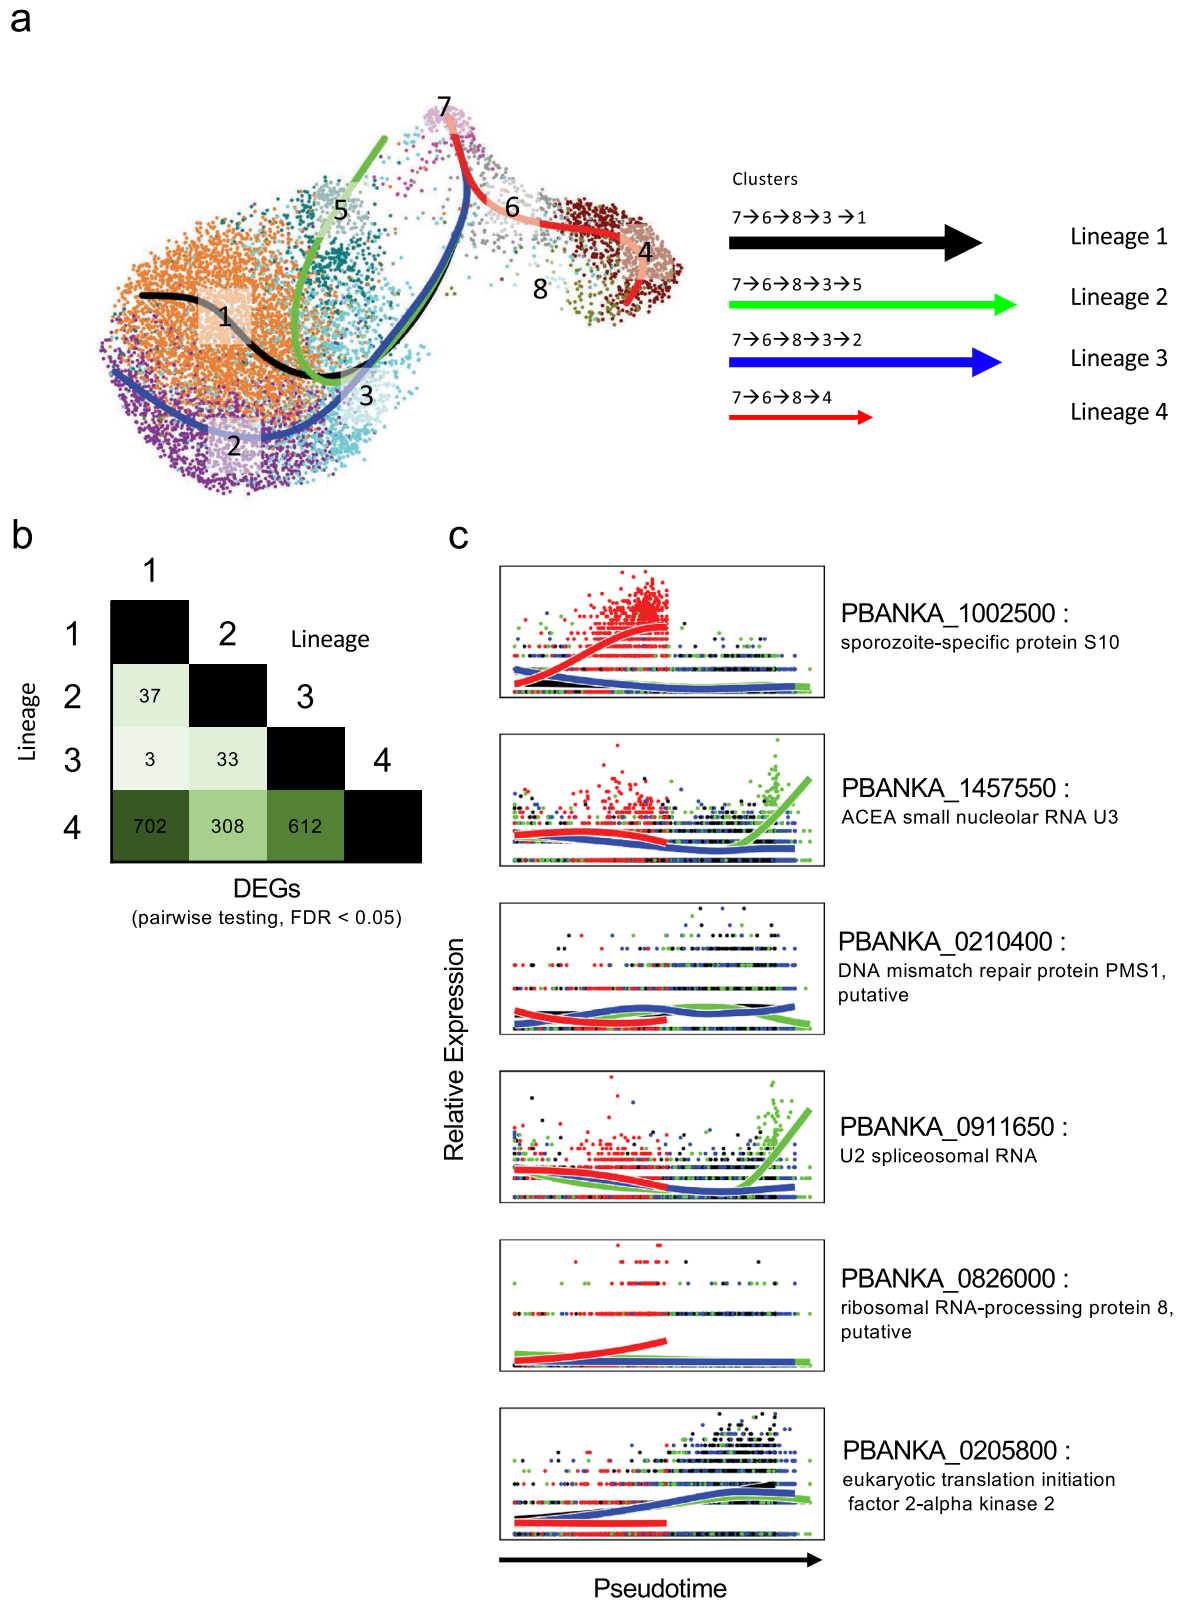 a
7
5
6
4
8
1
3
2
Clusters
7→6→8→3 →1
Lineage 1
7→6→8→3→5
Lineage 2
7→6→8→3→2
Lineage 3
7→6→8→4
Lineage 4
b
1
1
2
Lineage
2
37
3
Lineage
3
3
33
4
4
702
308
612
DEGs
(pairwise testing, FDR < 0.05)
c
PBANKA_1002500 :
sporozoite-specific protein S10
PBANKA_1457550 :
ACEA small nucleolar RNA U3
PBANKA_0210400 :
DNA mismatch repair protein PMS1,
putative
PBANKA_0911650 :
U2 spliceosomal RNA
PBANKA_0826000 :
ribosomal RNA-processing protein 8,
putative
PBANKA_0205800 :
eukaryotic translation initiation
factor 2-alpha kinase 2
Relative Expression
Pseudotime